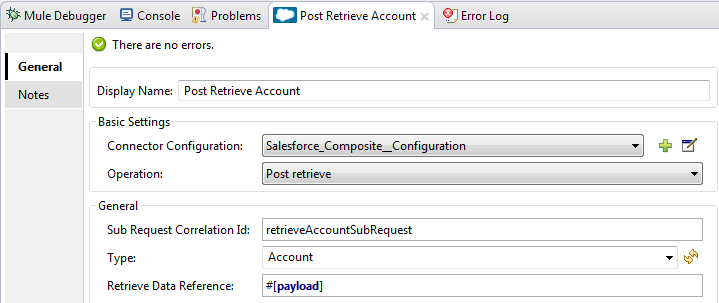 Mule Debugger Console Problems Post Retrieve Account Error Log
There are no errors.
General
Notes
Display Name: Post Retrieve Account
Basic Settings
Connector Configuration: Salesforce_Composite__Configuration
Operation: Post retrieve
General
Sub Request Correlation Id: retrieveAccountSubRequest
Type: Account
Retrieve Data Reference: #[payload]